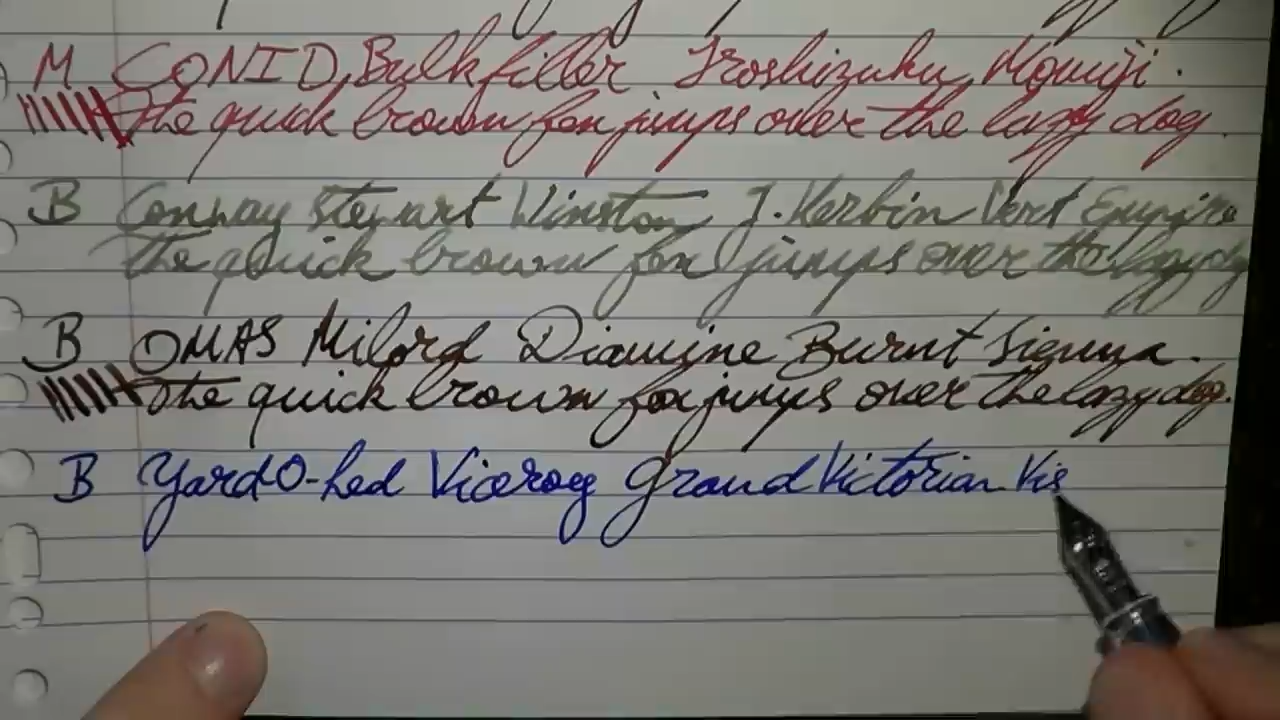 M CONID Bulkfiller Iroshizuku Momiji.
The quick brown fox jumps over the lazy dog.
B Conway Stewart Winston J. Herbin Vert Empire
The quick brown fox jumps over the lazy dog
B OMAS Milord Diamine Burnt Sienna.
The quick brown fox jumps over the lazy dog.
B Yard-O-Led Viceroy Grand Victorian Vis